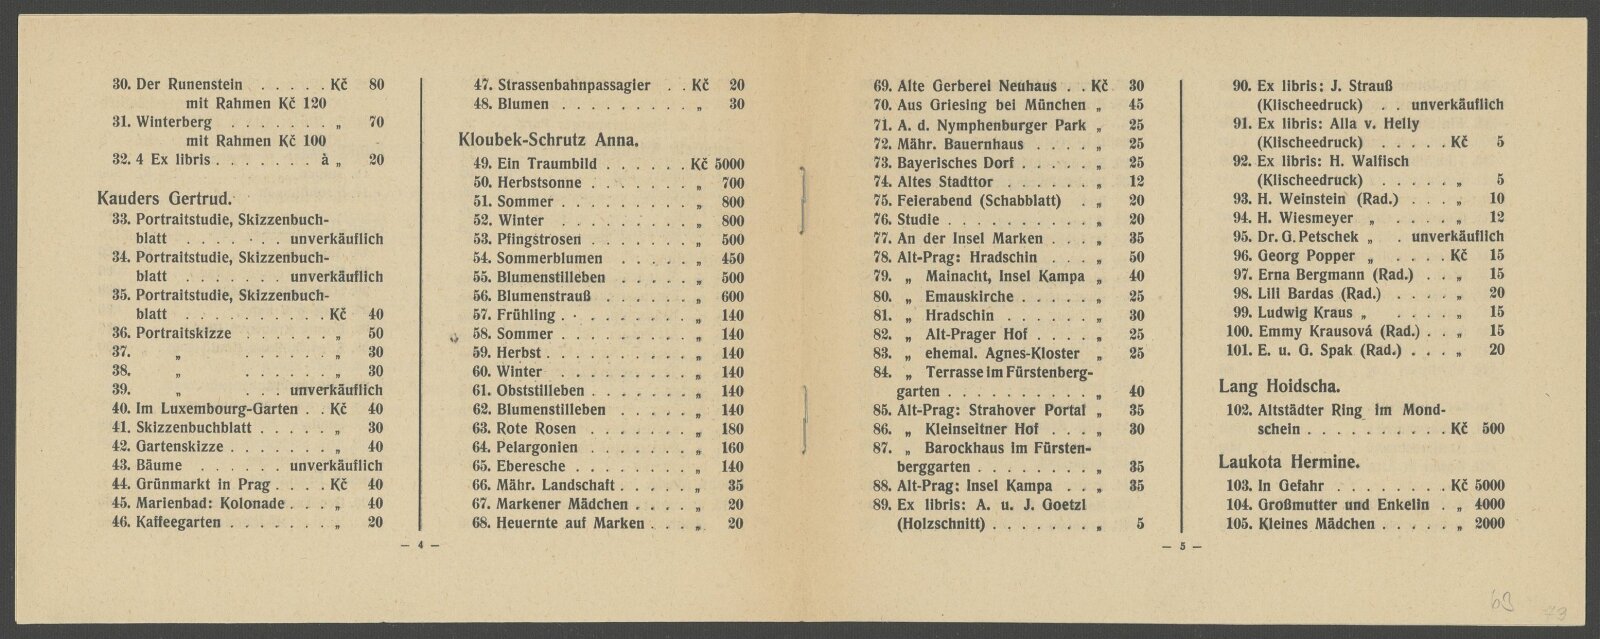 30. Der Runenstein . . . . . Kč 80
mit Rahmen Kč 120
31. Winterberg . . . . . . . „ 70
mit Rahmen Kč 100
32. 4 Ex libris . . . . . . . à „ 20
Kauders Gertrud.
33. Portraitstudie, Skizzenbuch-
blatt . . . . . . . unverkäuflich
34. Portraitstudie, Skizzenbuch-
blatt . . . . . . . unverkäuflich
35. Portraitstudie, Skizzenbuch-
blatt . . . . . . . . . . Kč 40
36. Portraitskizze . . . . . . „ 50
37. „ . . . . . . „ 30
38. „ . . . . . . „ 30
39. „ . . . unverkäuflich
40. Im Luxembourg-Garten . . Kč 40
41. Skizzenbuchblatt . . . . . „ 30
42. Gartenskizze . . . . . . . „ 40
43. Bäume . . . . . . unverkäuflich
44. Grünmarkt in Prag . . . . Kč 40
45. Marienbad: Kolonade . . . „ 40
46. Kaffeegarten . . . . . . . „ 20
— 4 —
47. Strassenbahnpassagier . . Kč 20
48. Blumen . . . . . . . . . „ 30
Kloubek-Schrutz Anna.
49. Ein Traumbild . . . . . . Kč 5000
50. Herbstsonne . . . . . . . „ 700
51. Sommer . . . . . . . . . „ 800
52. Winter . . . . . . . . . „ 800
53. Pfingstrosen . . . . . . . „ 500
54. Sommerblumen . . . . . . „ 450
55. Blumenstilleben . . . . . „ 500
56. Blumenstrauß . . . . . . „ 600
57. Frühling . . . . . . . . . „ 140
58. Sommer . . . . . . . . . „ 140
59. Herbst . . . . . . . . . . „ 140
60. Winter . . . . . . . . . „ 140
61. Obststilleben . . . . . . . „ 140
62. Blumenstilleben . . . . . „ 140
63. Rote Rosen . . . . . . . „ 180
64. Pelargonien . . . . . . . „ 160
65. Eberesche . . . . . . . . „ 140
66. Mähr. Landschaft . . . . . „ 35
67. Markener Mädchen . . . . „ 20
68. Heuernte auf Marken . . . „ 20
69. Alte Gerberei Neuhaus . . Kč 30
70. Aus Griesing bei München „ 45
71. A. d. Nymphenburger Park „ 25
72. Mähr. Bauernhaus . . . . „ 25
73. Bayerisches Dorf . . . . . „ 25
74. Altes Stadttor . . . . . . „ 12
75. Feierabend (Schabblatt) . „ 20
76. Studie . . . . . . . . . . „ 20
77. An der Insel Marken . . . „ 35
78. Alt-Prag: Hradschin . . . „ 50
79. „ Mainacht, Insel Kampa „ 40
80. „ Emauskirche . . . . . „ 25
81. „ Hradschin . . . . . . „ 30
82. „ Alt-Prager Hof . . . . „ 25
83. „ ehemal. Agnes-Kloster „ 25
84. „ Terrasse im Fürstenberg-
garten . . . . . . . . . . „ 40
85. Alt-Prag: Strahover Portal „ 35
86. „ Kleinseitner Hof . . . „ 30
87. „ Barockhaus im Fürsten-
berggarten . . . . . . . . „ 35
88. Alt-Prag: Insel Kampa . . „ 35
89. Ex libris: A. u. J. Goetzl
(Holzschnitt) . . . . . . . „ 5
— 5 —
90. Ex libris: J. Strauß
(Klischeedruck) . . unverkäuflich
91. Ex libris: Alla v. Helly
(Klischeedruck) . . . . . Kč 5
92. Ex libris: H. Walfisch
(Klischeedruck) . . . . . . „ 5
93. H. Weinstein (Rad.) . . . „ 10
94. H. Wiesmeyer „ . . . . „ 12
95. Dr. G. Petschek „ . unverkäuflich
96. Georg Popper „ . . . . Kč 15
97. Erna Bergmann (Rad.) . . „ 15
98. Lili Bardas (Rad.) . . . . „ 20
99. Ludwig Kraus „ . . . . . „ 15
100. Emmy Krausová (Rad.) . . „ 15
101. E. u. G. Spak (Rad.) . . . „ 20
Lang Hoidscha.
102. Altstädter Ring im Mond-
schein . . . . . . . . . . Kč 500
Laukota Hermine.
103. In Gefahr . . . . . . . . Kč 5000
104. Großmutter und Enkelin . „ 4000
105. Kleines Mädchen . . . . . „ 2000
69
73